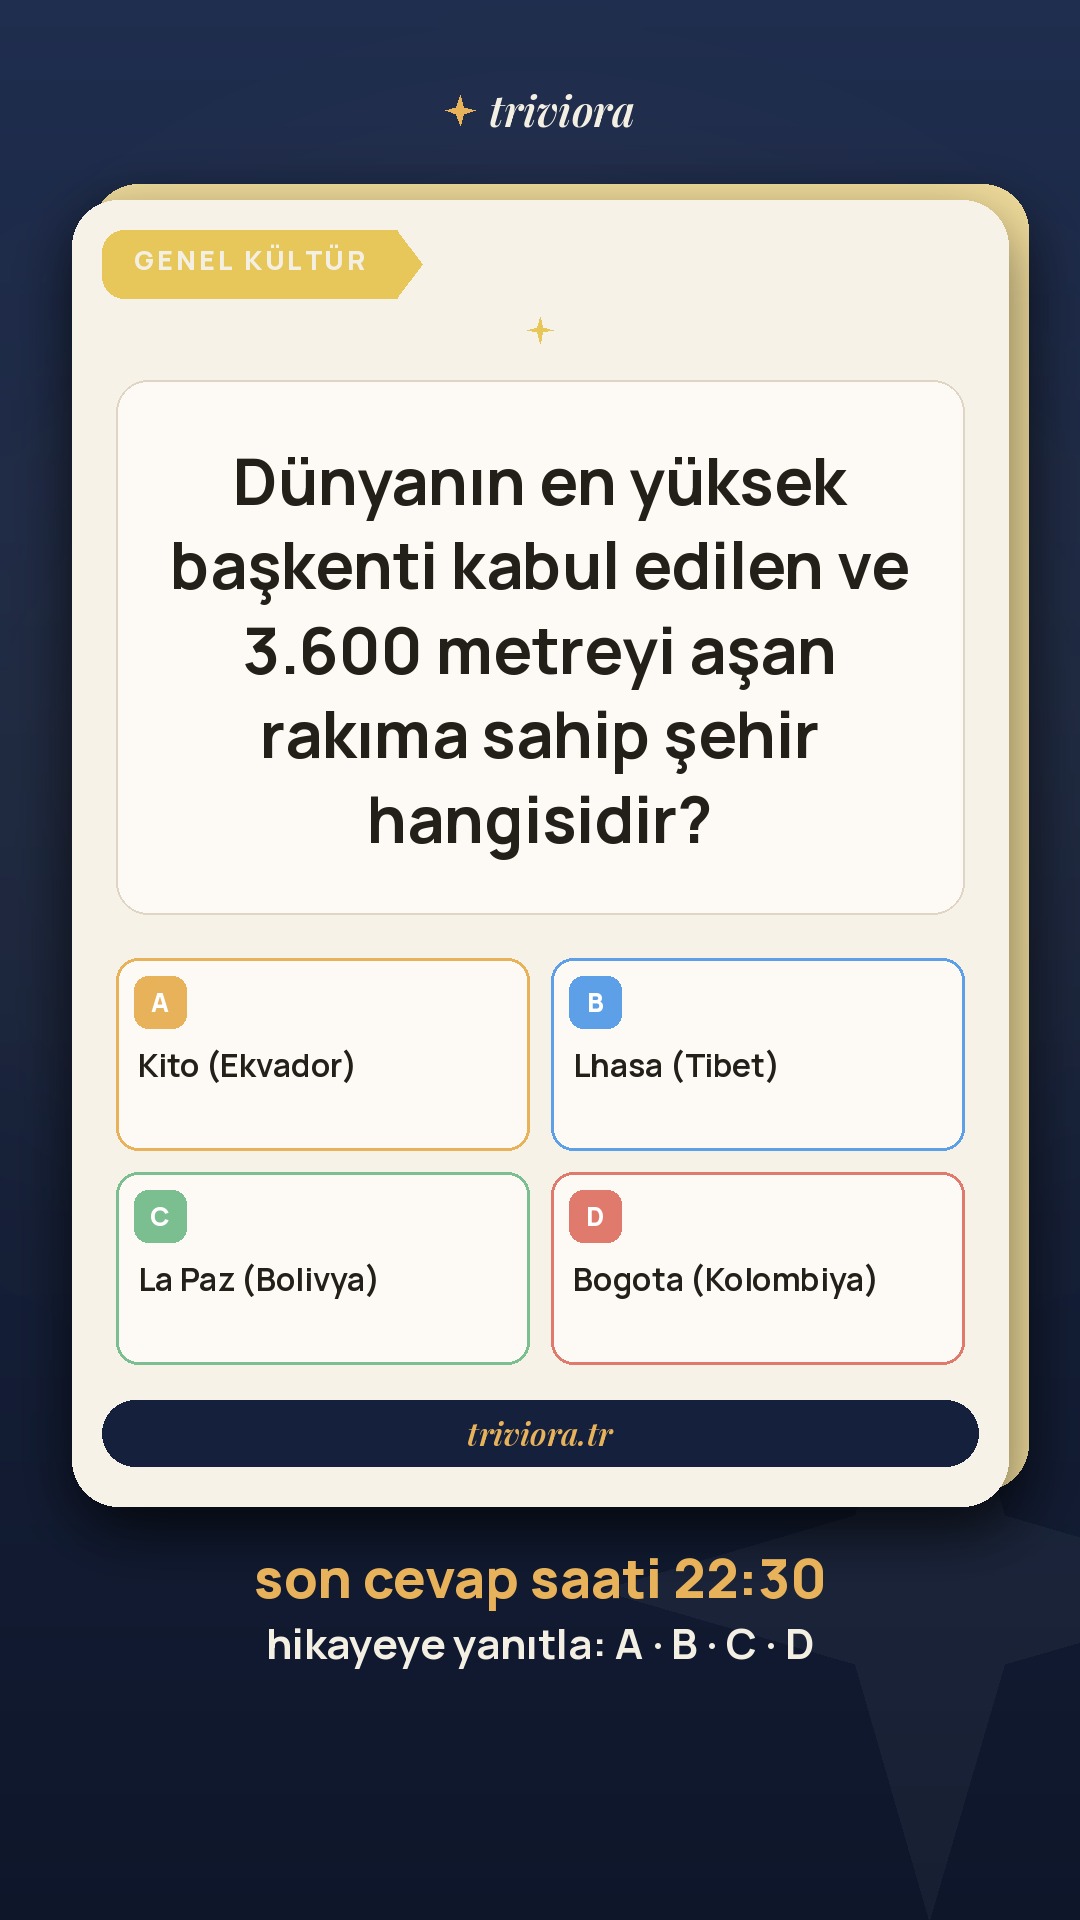 triviora
GENEL KÜLTÜR
Dünyanın en yüksek
başkenti kabul edilen ve
3.600 metreyi aşan
rakıma sahip şehir
hangisidir?
A
Kito (Ekvador)
B
Lhasa (Tibet)
C
La Paz (Bolivya)
D
Bogota (Kolombiya)
triviora.tr
son cevap saati 22:30
hikayeye yanıtla: A · B · C · D